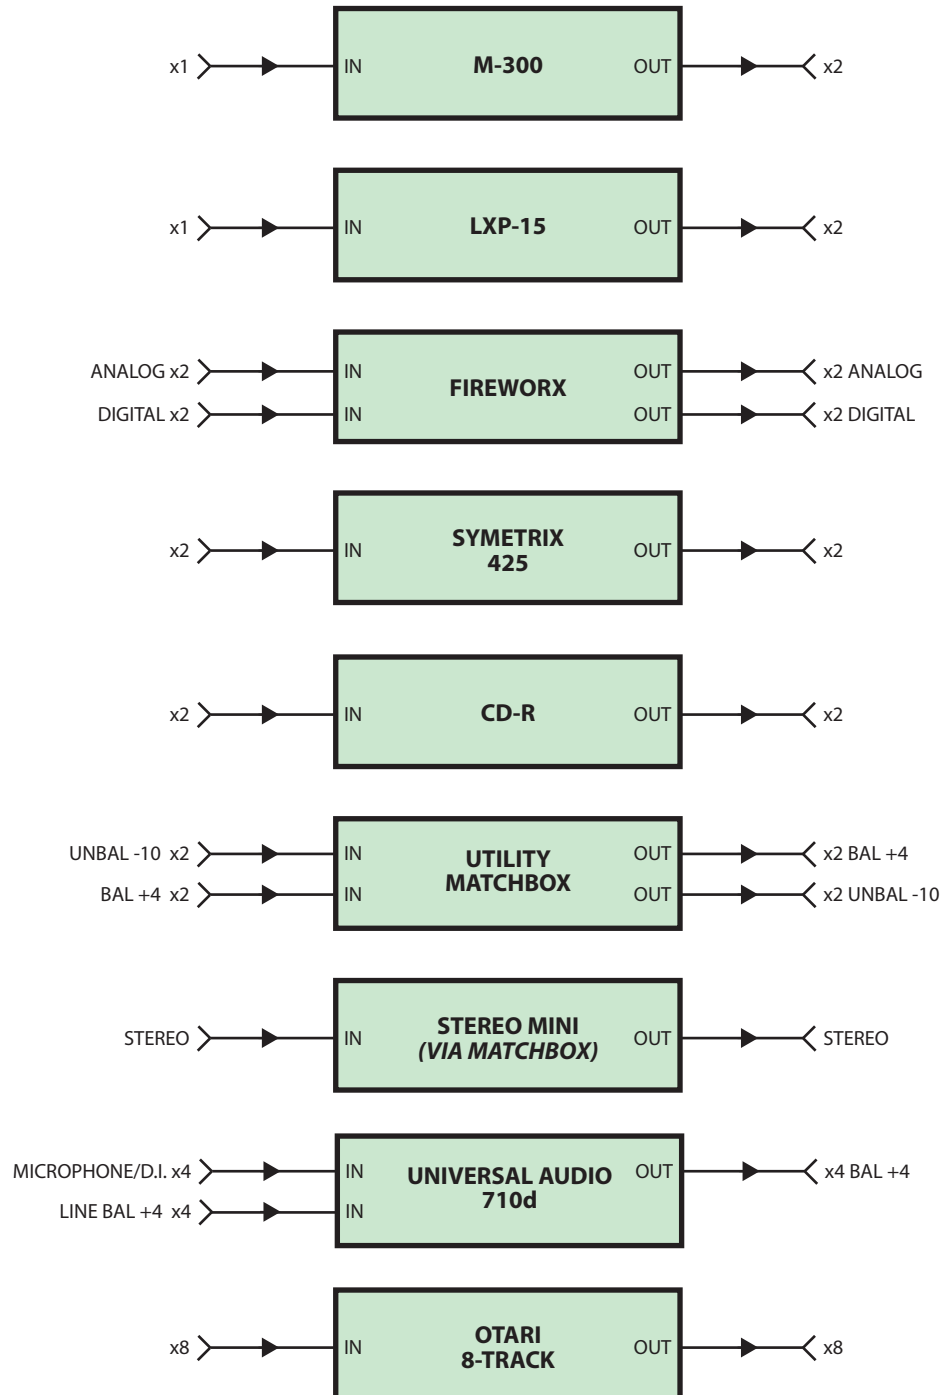 x1 IN M-300 OUT x2
x1 IN LXP-15 OUT x2
ANALOG x2 IN OUT x2 ANALOG
FIREWORX
DIGITAL x2 IN OUT x2 DIGITAL
SYMETRIX
x2 IN OUT x2
425
x2 IN CD-R OUT x2
UNBAL -10 x2 IN OUT x2 BAL +4
UTILITY
MATCHBOX
BAL +4 x2 IN OUT x2 UNBAL -10
STEREO MINI
STEREO IN OUT STEREO
(VIA MATCHBOX)
MICROPHONE/D.I. x4 IN UNIVERSAL AUDIO OUT x4 BAL +4
710d
LINE BAL +4 x4 IN
OTARI
x8 IN OUT x8
8-TRACK